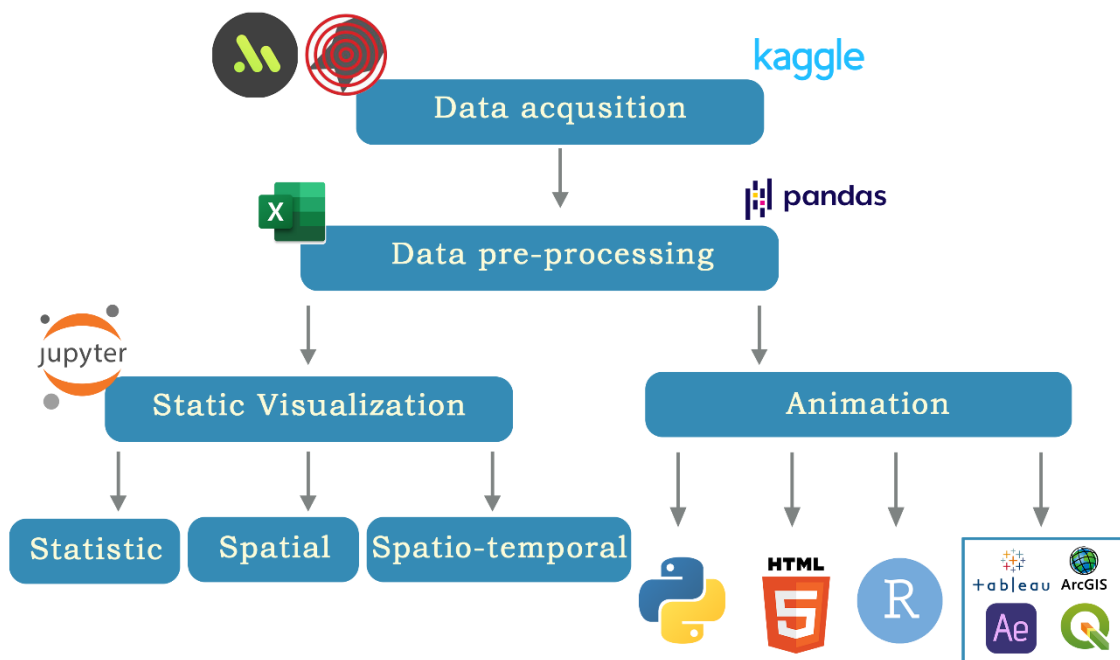 kaggle
Data acqusition
X
pandas
Data pre-processing
jupyter
Static Visualization
Animation
Statistic
Spatial
Spatio-temporal
HTML
5
R
+ableau
ArcGIS
Ae